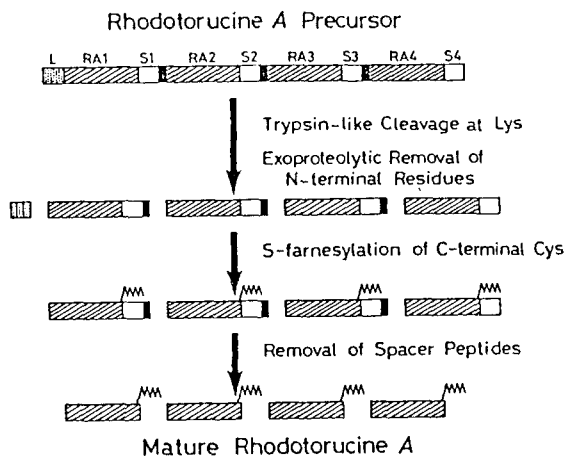 Rhodotorucine A Precursor
L RA1 S1 RA2 S2 RA3 S3 RA4 S4
Trypsin-like Cleavage at Lys
Exoproteolytic Removal of
N-terminal Residues
S-farnesylation of C-terminal Cys
Removal of Spacer Peptides
Mature Rhodotorucine A